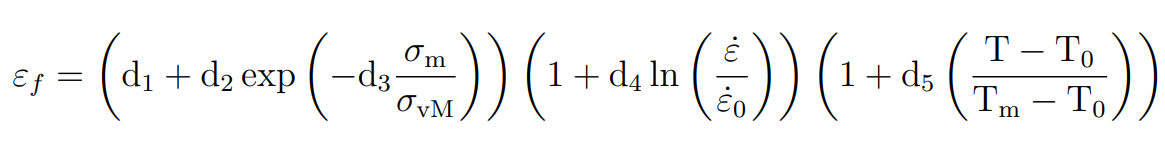 ε_f = (d₁ + d₂ exp(−d₃ σ_m/σ_vM)) (1 + d₄ ln(ε̇/ε̇₀)) (1 + d₅ ((T − T₀)/(T_m − T₀)))